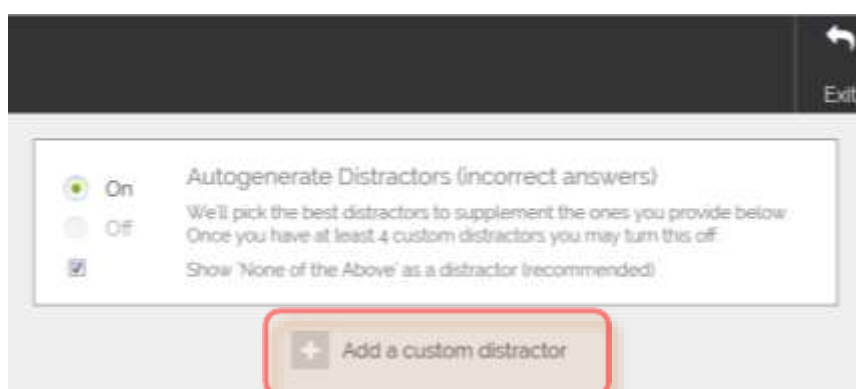 Exit
On
Autogenerate Distractors (incorrect answers)
Off
We'll pick the best distractors to supplement the ones you provide below.
Once you have at least 4 custom distractors you may turn this off.
Show 'None of the Above' as a distractor (recommended)
+ Add a custom distractor